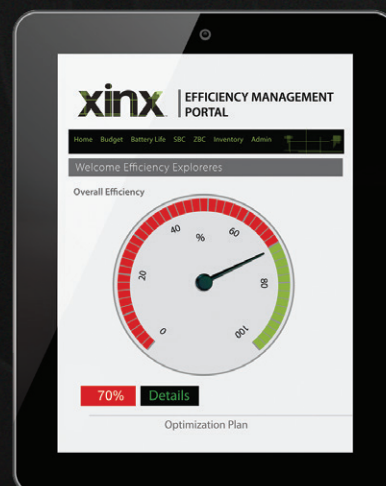 xinx
EFFICIENCY MANAGEMENT
PORTAL
Home Budget Battery Life SBC ZBC Inventory Admin
Welcome Efficiency Exploreres
Overall Efficiency
%
0
20
40
60
80
100
70%
Details
Optimization Plan